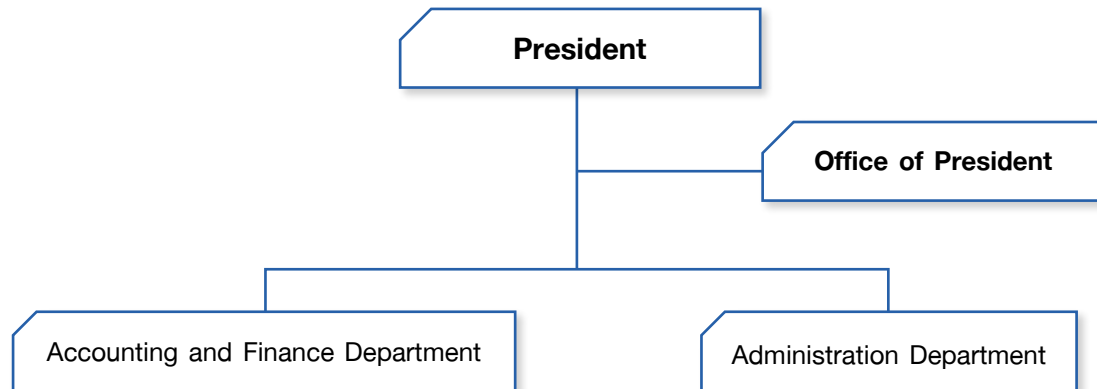 President
Office of President
Accounting and Finance Department
Administration Department